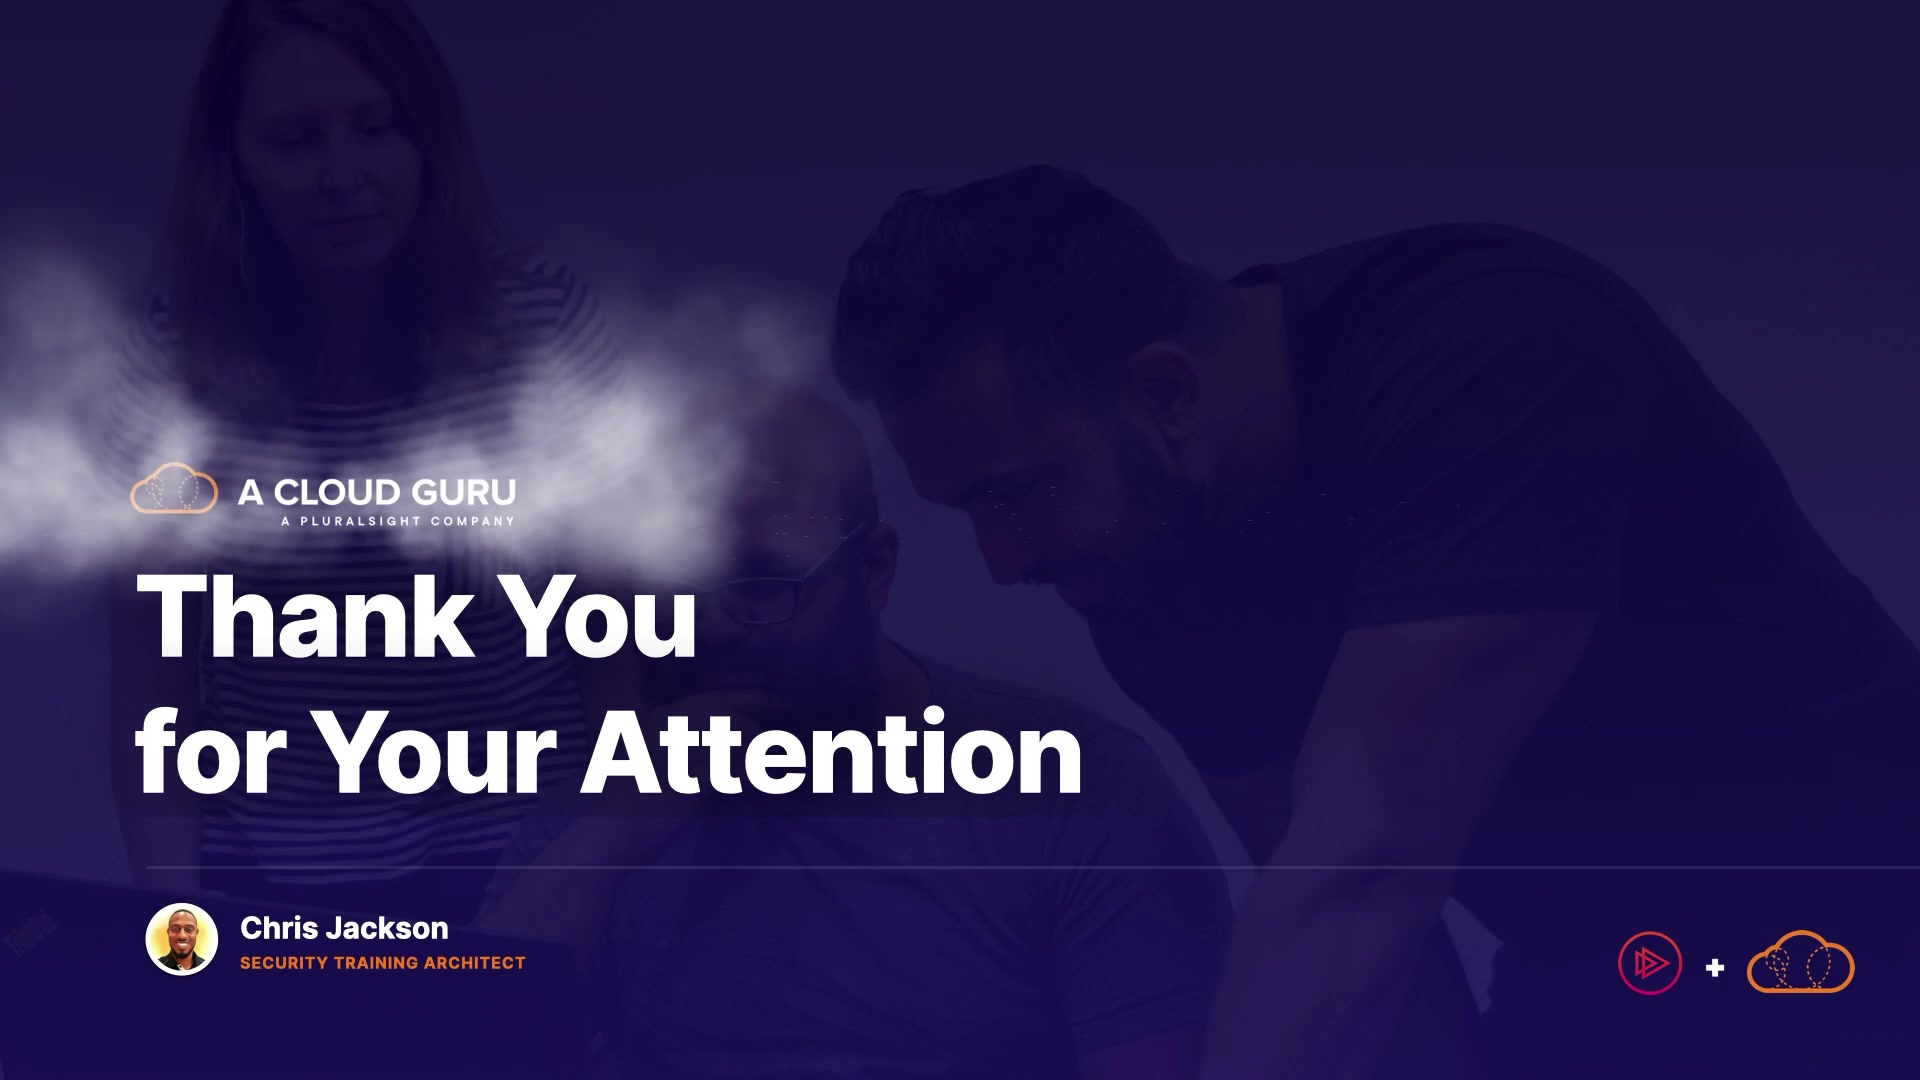 A CLOUD GURU
A PLURALSIGHT COMPANY
Thank You
for Your Attention
Chris Jackson
SECURITY TRAINING ARCHITECT
+